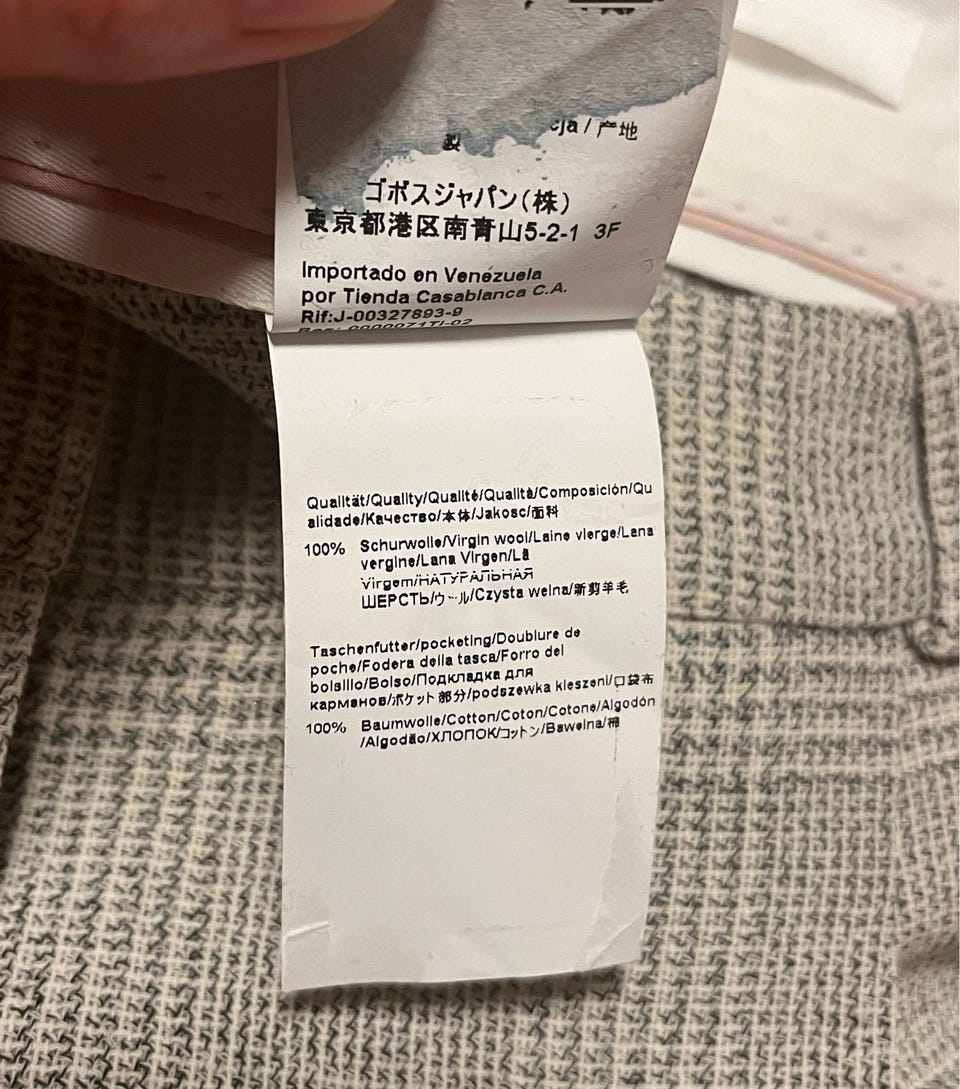 製 cja / 产地
ゴボスジャパン(株)
東京都港区南青山5-2-1 3F
Importado en Venezuela
por Tienda Casablanca C.A.
Rif:J-00327893-9
Qualität/Quality/Qualité/Qualità/Composición/Qu
alidade/Качество/本体/Jakosc/面料
100% Schurwolle/Virgin wool/Laine vierge/Lana
vergine/Lana Virgen/Lã
Virgem/НАТУРАЛЬНАЯ
ШЕРСТЬ/ウール/Czysta welna/新剪羊毛
Taschenfutter/pocketing/Doublure de
poche/Fodera della tasca/Forro del
bolsillo/Bolso/Подкладка для
карманов/ポケット部分/podszewka kieszeni/口袋布
100% Baumwolle/Cotton/Coton/Cotone/Algodón
/Algodão/ХЛОПОК/コットン/Bawelna/棉